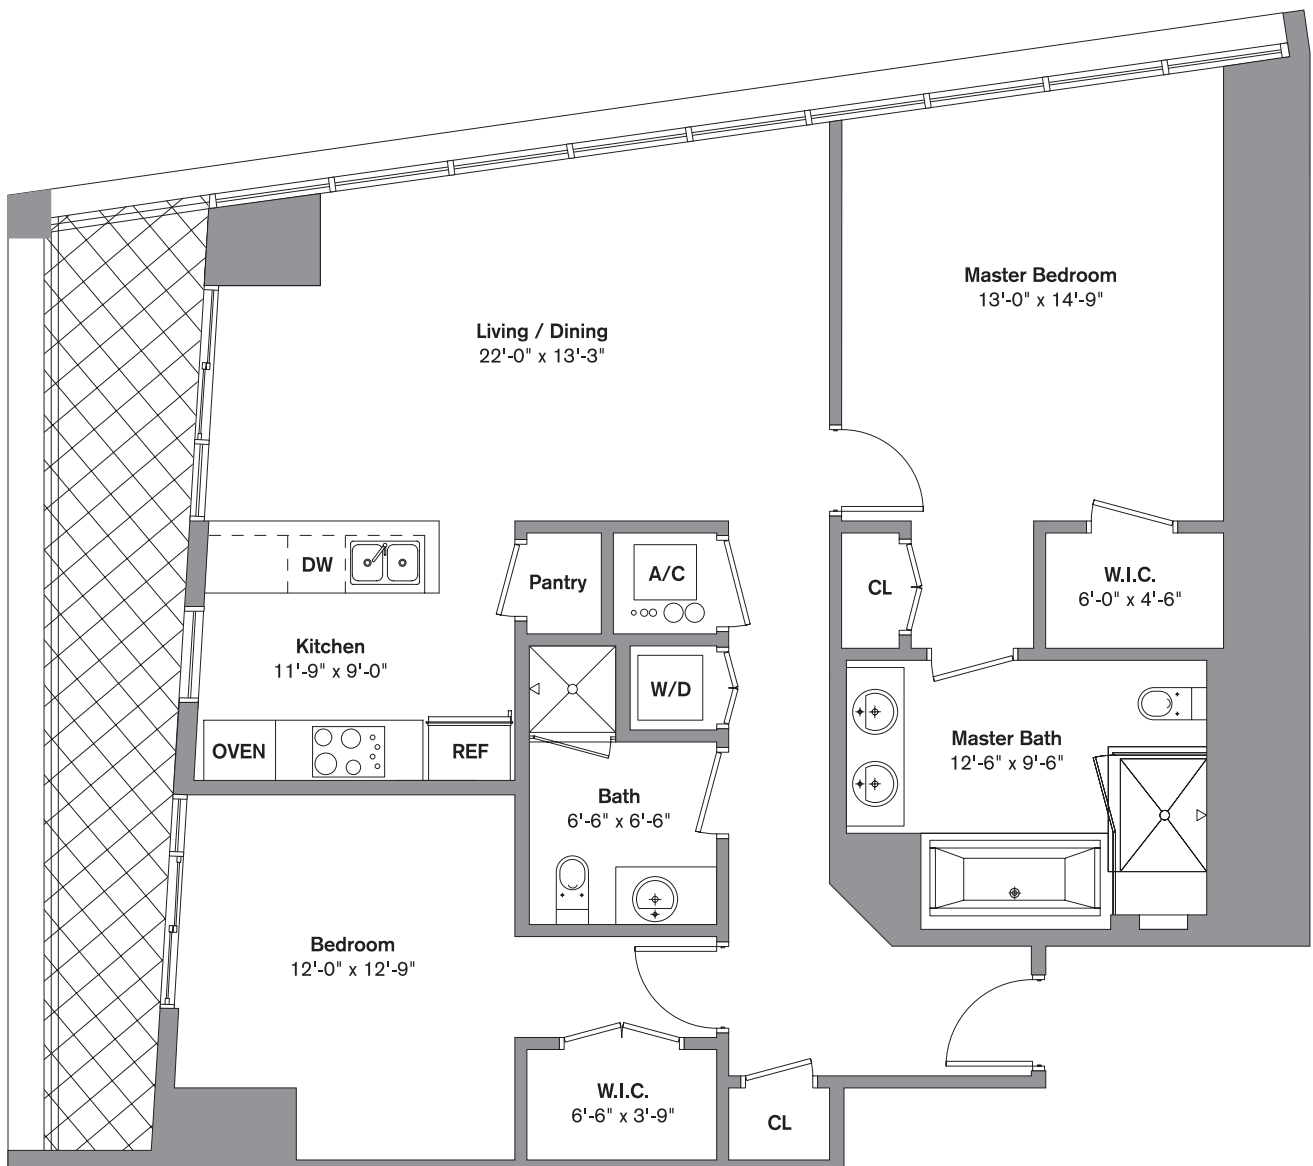 Master Bedroom
13'-0" x 14'-9"
Living / Dining
22'-0" x 13'-3"
DW
Pantry
A/C
CL
W.I.C.
6'-0" x 4'-6"
Kitchen
11'-9" x 9'-0"
W/D
OVEN
REF
Master Bath
12'-6" x 9'-6"
Bath
6'-6" x 6'-6"
Bedroom
12'-0" x 12'-9"
W.I.C.
6'-6" x 3'-9"
CL